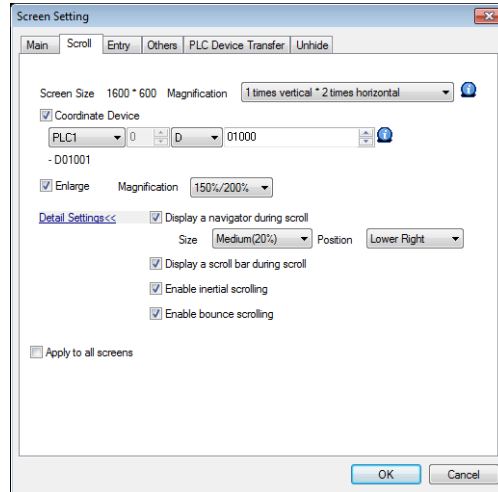 Screen Setting
Main Scroll Entry Others PLC Device Transfer Unhide
Screen Size 1600 * 600 Magnification 1 times vertical * 2 times horizontal
Coordinate Device
PLC1 0 D 01000
- D01001
Enlarge Magnification 150%/200%
Detail Settings<< Display a navigator during scroll
Size Medium(20%) Position Lower Right
Display a scroll bar during scroll
Enable inertial scrolling
Enable bounce scrolling
Apply to all screens
OK Cancel